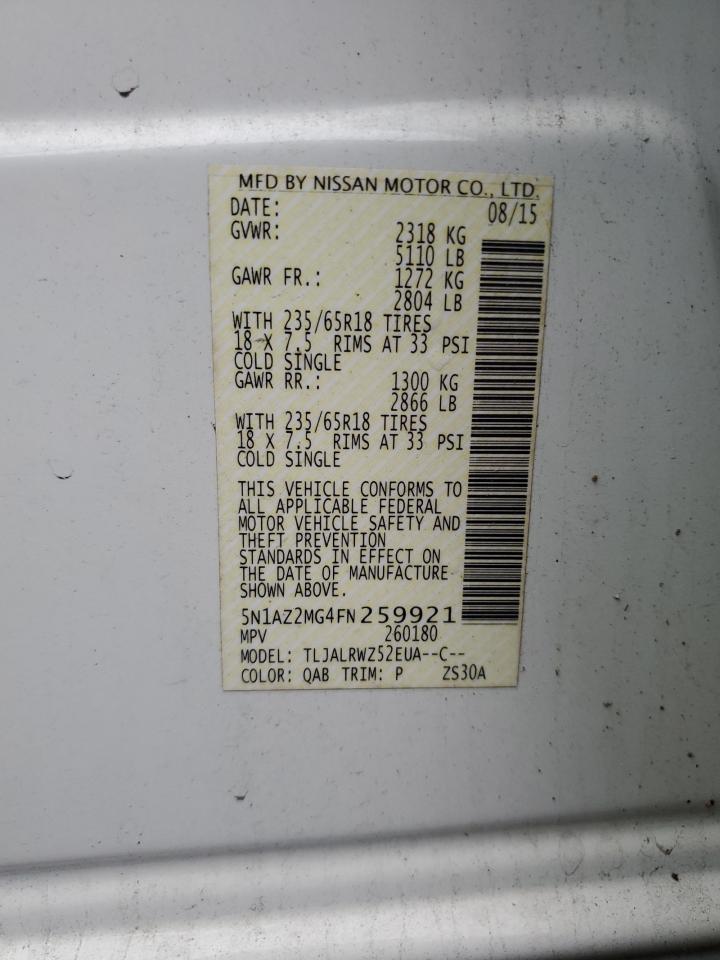 MFD BY NISSAN MOTOR CO., LTD.
DATE: 08/15
GVWR: 2318 KG
5110 LB
GAWR FR.: 1272 KG
2804 LB
WITH 235/65R18 TIRES
18 X 7.5 RIMS AT 33 PSI
COLD SINGLE
GAWR RR.: 1300 KG
2866 LB
WITH 235/65R18 TIRES
18 X 7.5 RIMS AT 33 PSI
COLD SINGLE
THIS VEHICLE CONFORMS TO
ALL APPLICABLE FEDERAL
MOTOR VEHICLE SAFETY AND
THEFT PREVENTION
STANDARDS IN EFFECT ON
THE DATE OF MANUFACTURE
SHOWN ABOVE.
5N1AZ2MG4FN259921
MPV 260180
MODEL: TLJALRWZ52EUA--C--
COLOR: QAB TRIM: P ZS30A